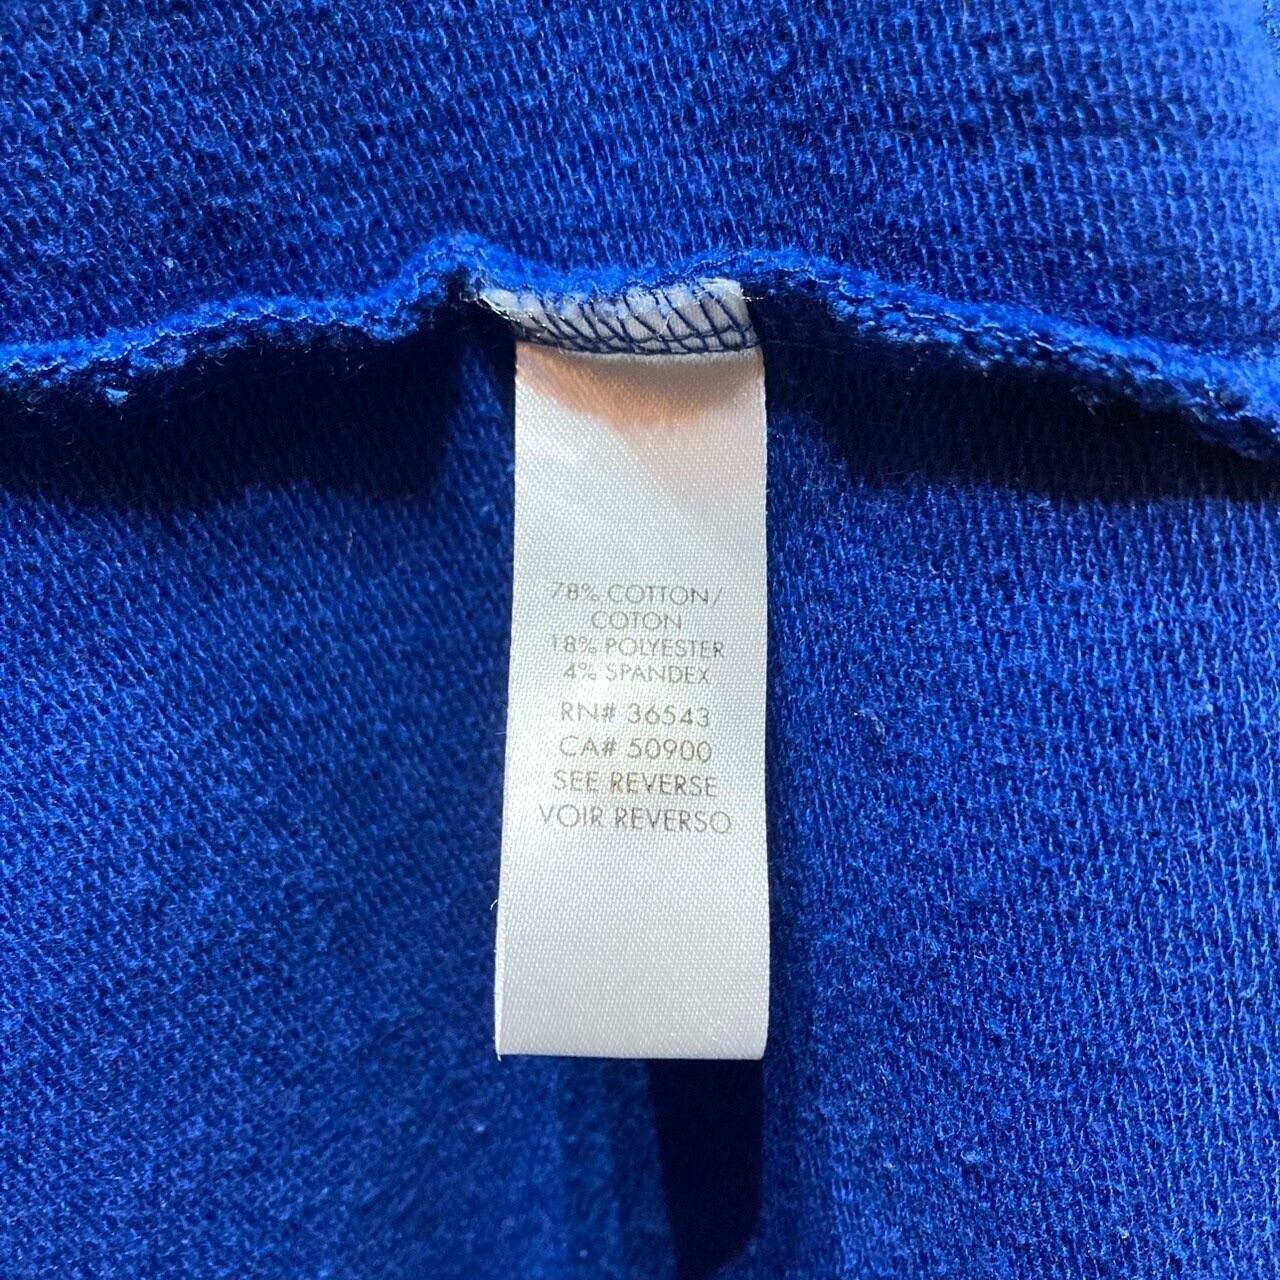 78% COTTON/
COTON
18% POLYESTER
4% SPANDEX
RN# 36543
CA# 50900
SEE REVERSE
VOIR REVERSO